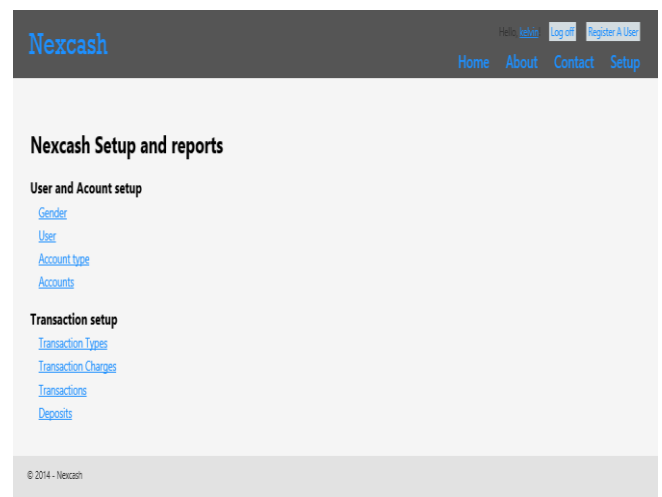 Nexcash
Hello, kelvin! Log off Register A User
Home About Contact Setup
Nexcash Setup and reports
User and Acount setup
Gender
User
Account type
Accounts
Transaction setup
Transaction Types
Transaction Charges
Transactions
Deposits
© 2014 - Nexcash